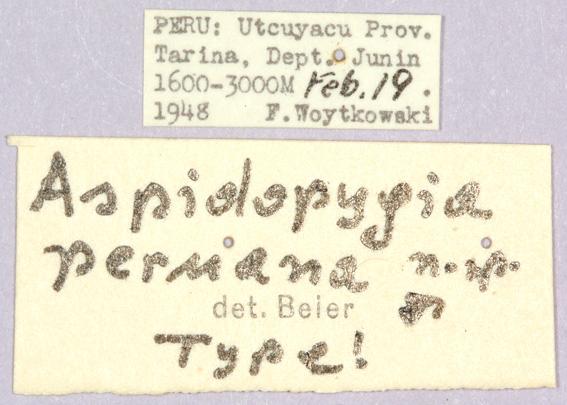 PERU: Utcuyacu Prov.
Tarina, Dept. Junin
1600-3000M Feb. 19.
1948 F. Woytkowski
Aspidopygia
peruana n. sp.
det. Beier
Type!